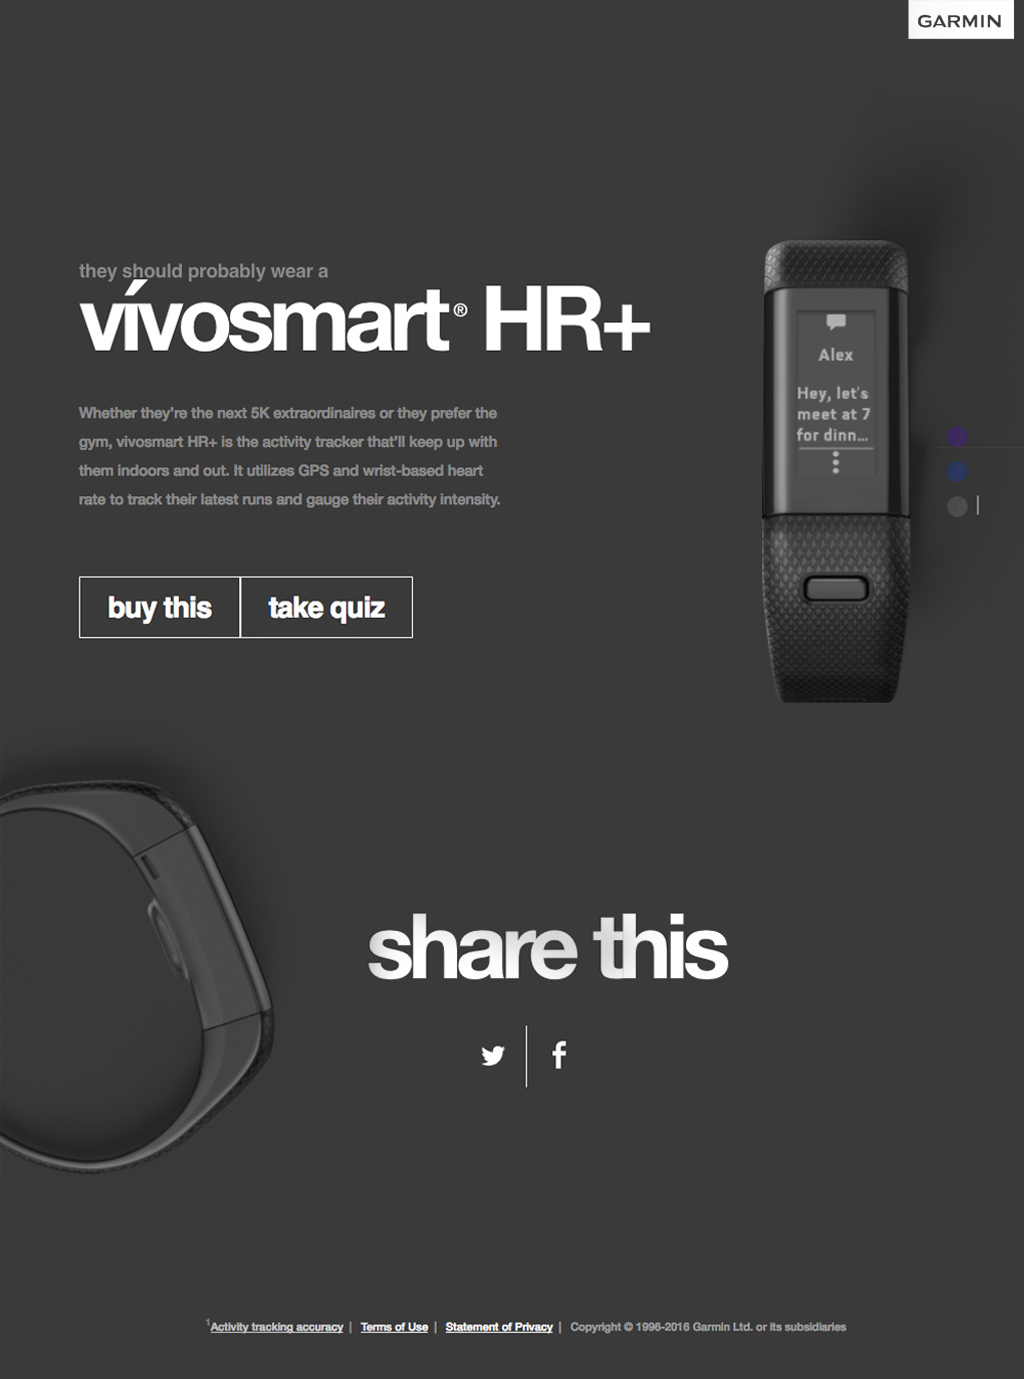 GARMIN
they should probably wear a
vívosmart® HR+
Whether they're the next 5K extraordinaires or they prefer the
gym, vivosmart HR+ is the activity tracker that'll keep up with
them indoors and out. It utilizes GPS and wrist-based heart
rate to track their latest runs and gauge their activity intensity.
buy this
take quiz
Alex
Hey, let's
meet at 7
for dinn...
share this
1Activity tracking accuracy | Terms of Use | Statement of Privacy | Copyright © 1996-2016 Garmin Ltd. or its subsidiaries